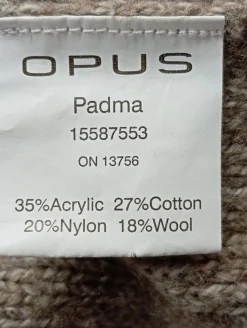 OPUS
Padma
15587553
ON 13756
35%Acrylic 27%Cotton
20%Nylon 18%Wool